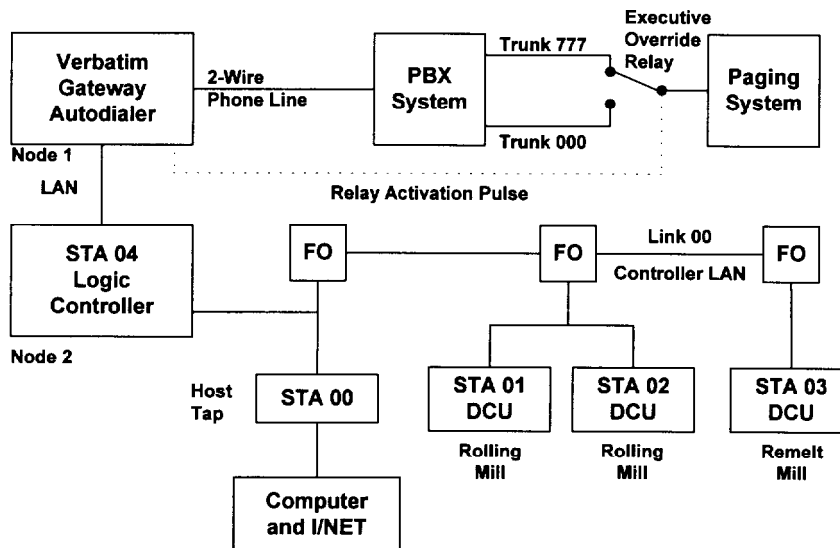 Verbatim
Gateway
Autodialer
2-Wire
Phone Line
PBX
System
Trunk 777
Trunk 000
Executive
Override
Relay
Paging
System
Node 1
LAN
Relay Activation Pulse
STA 04
Logic
Controller
Node 2
FO
FO
Link 00
Controller LAN
FO
Host
Tap
STA 00
STA 01
DCU
STA 02
DCU
STA 03
DCU
Rolling
Mill
Rolling
Mill
Remelt
Mill
Computer
and I/NET